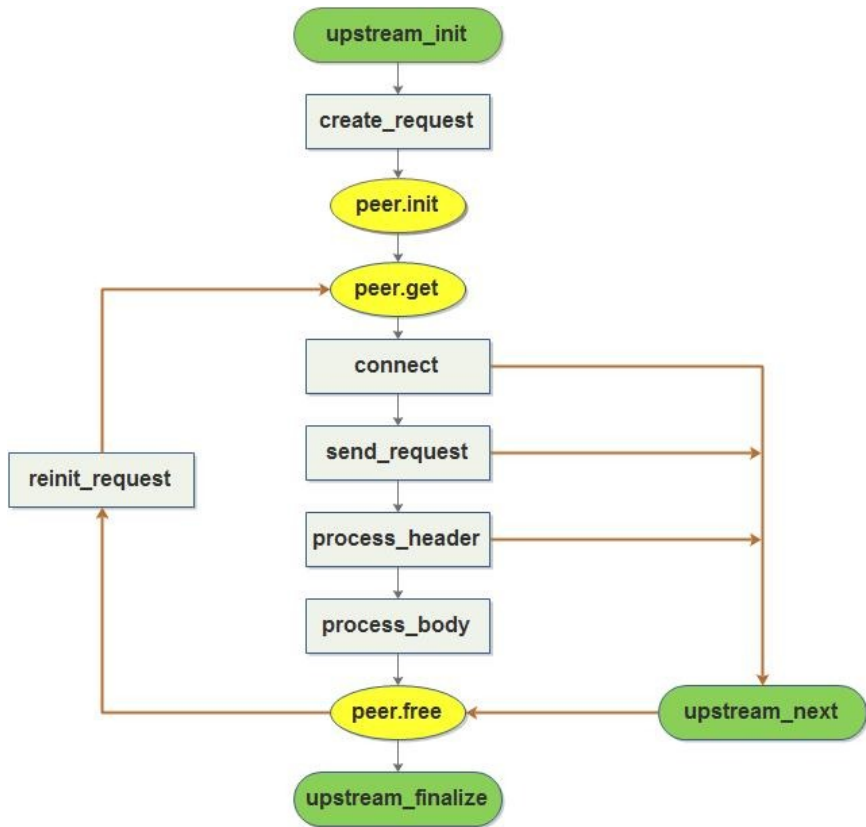 upstream_init
create_request
peer.init
peer.get
connect
send_request
reinit_request
process_header
process_body
peer.free
upstream_next
upstream_finalize